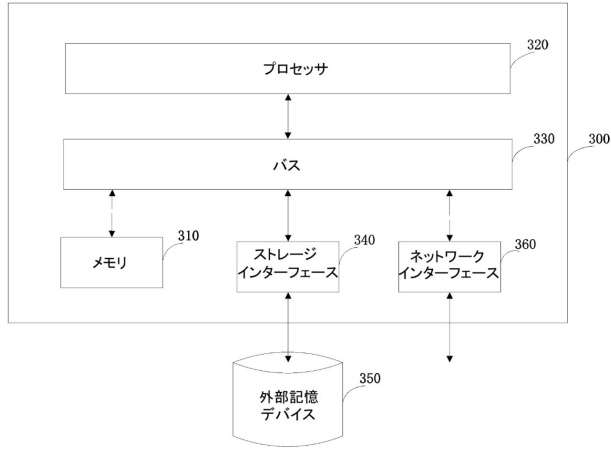 320
プロセッサ
330
300
バス
310
340
360
メモリ
ストレージ
インターフェース
ネットワーク
インターフェース
350
外部記憶
デバイス